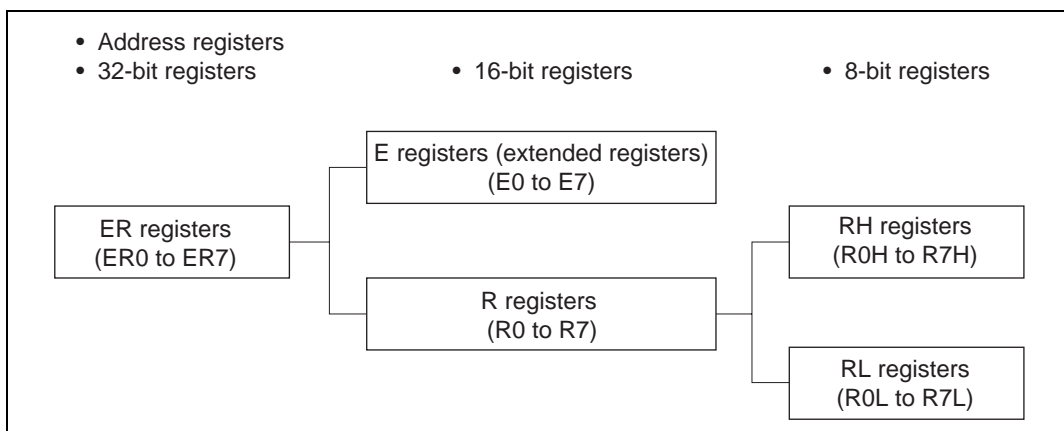 • Address registers
• 32-bit registers
• 16-bit registers
• 8-bit registers
E registers (extended registers)
(E0 to E7)
ER registers
(ER0 to ER7)
RH registers
(R0H to R7H)
R registers
(R0 to R7)
RL registers
(R0L to R7L)